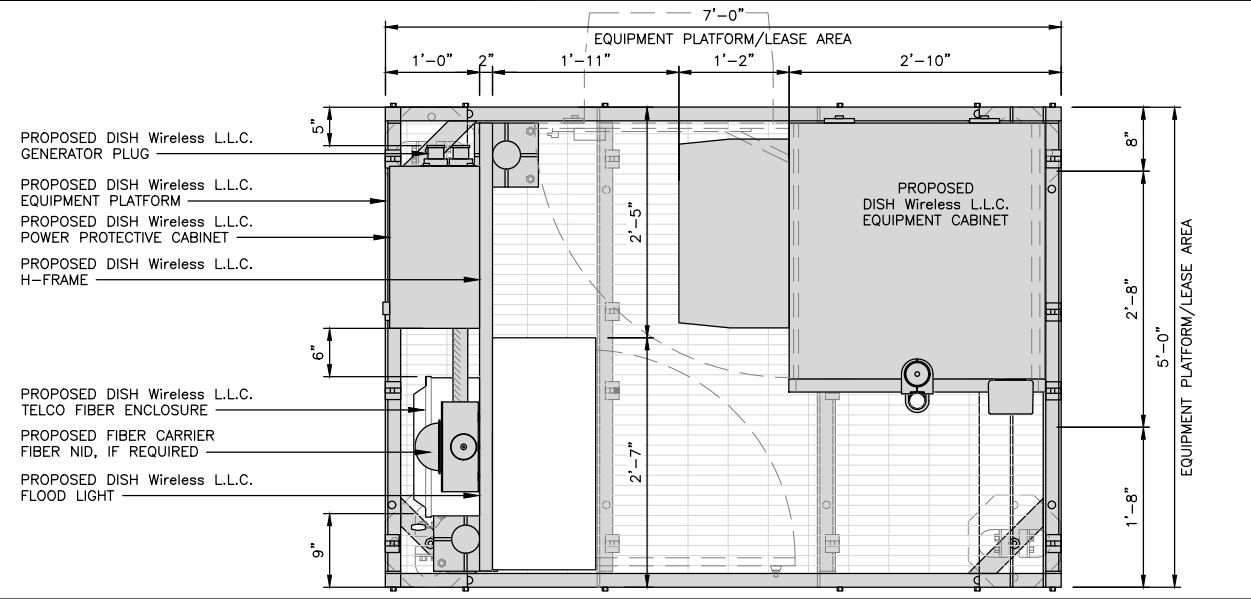 7'-0"
EQUIPMENT PLATFORM/LEASE AREA
1'-0"
2"
1'-11"
1'-2"
2'-10"
5"
PROPOSED DISH Wireless L.L.C.
GENERATOR PLUG
PROPOSED DISH Wireless L.L.C.
EQUIPMENT PLATFORM
PROPOSED DISH Wireless L.L.C.
POWER PROTECTIVE CABINET
PROPOSED DISH Wireless L.L.C.
H-FRAME
6"
PROPOSED DISH Wireless L.L.C.
TELCO FIBER ENCLOSURE
PROPOSED FIBER CARRIER
FIBER NID, IF REQUIRED
PROPOSED DISH Wireless L.L.C.
FLOOD LIGHT
9"
2'-5"
2'-7"
PROPOSED
DISH Wireless L.L.C.
EQUIPMENT CABINET
8"
2'-8"
1'-8"
5'-0"
EQUIPMENT PLATFORM/LEASE AREA